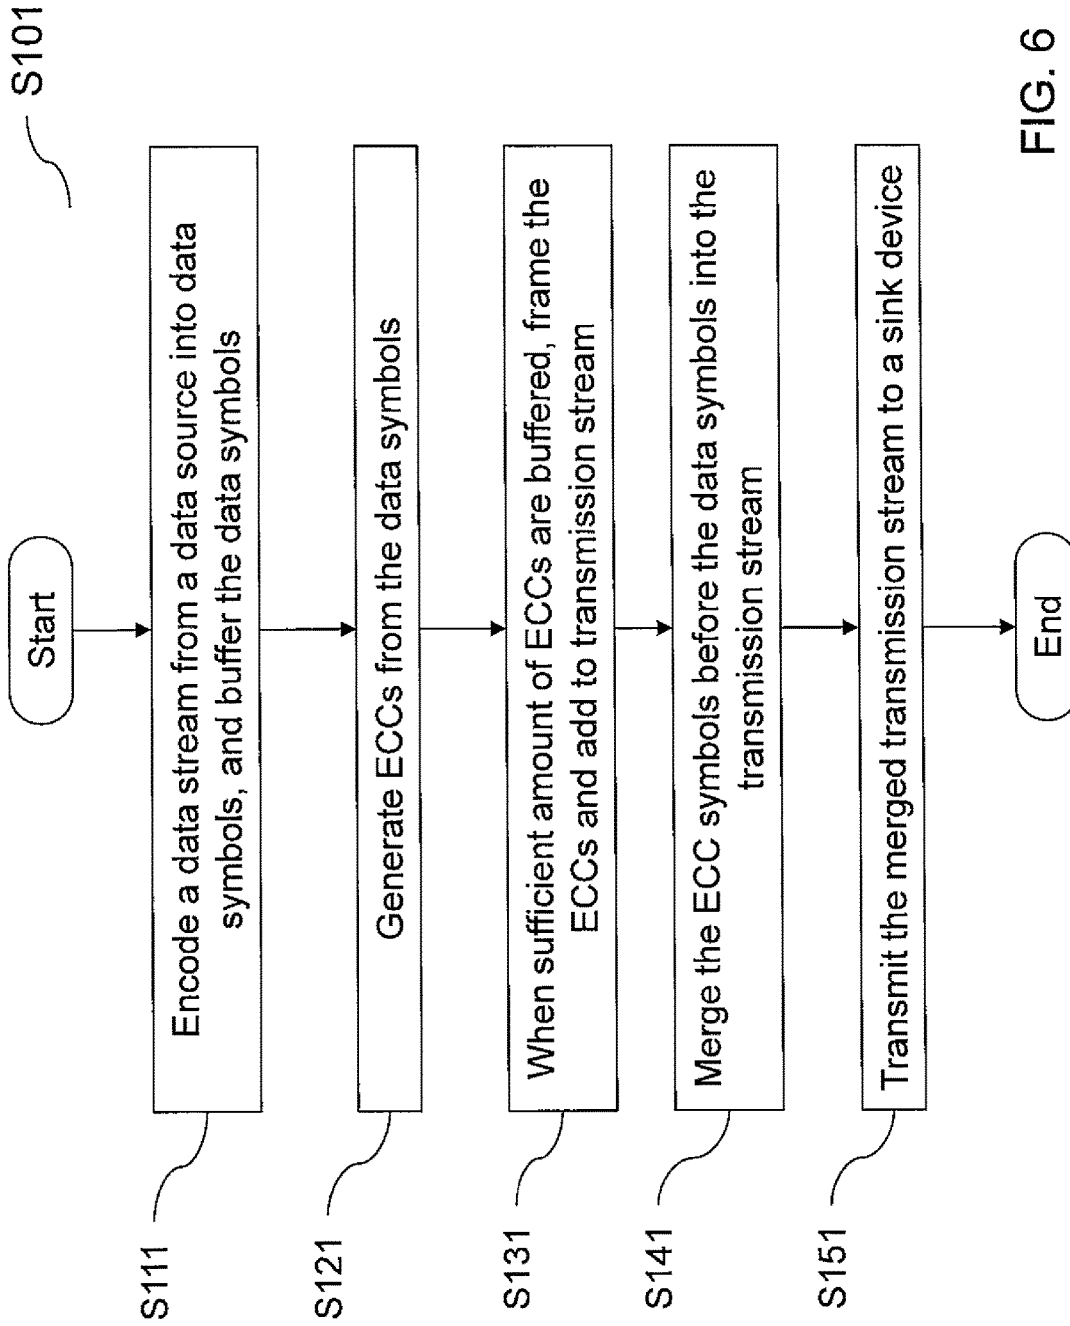 S101
Start
S111
Encode a data stream from a data source into data
symbols, and buffer the data symbols
S121
Generate ECCs from the data symbols
S131
When sufficient amount of ECCs are buffered, frame the
ECCs and add to transmission stream
S141
Merge the ECC symbols before the data symbols into the
transmission stream
S151
Transmit the merged transmission stream to a sink device
End
FIG. 6